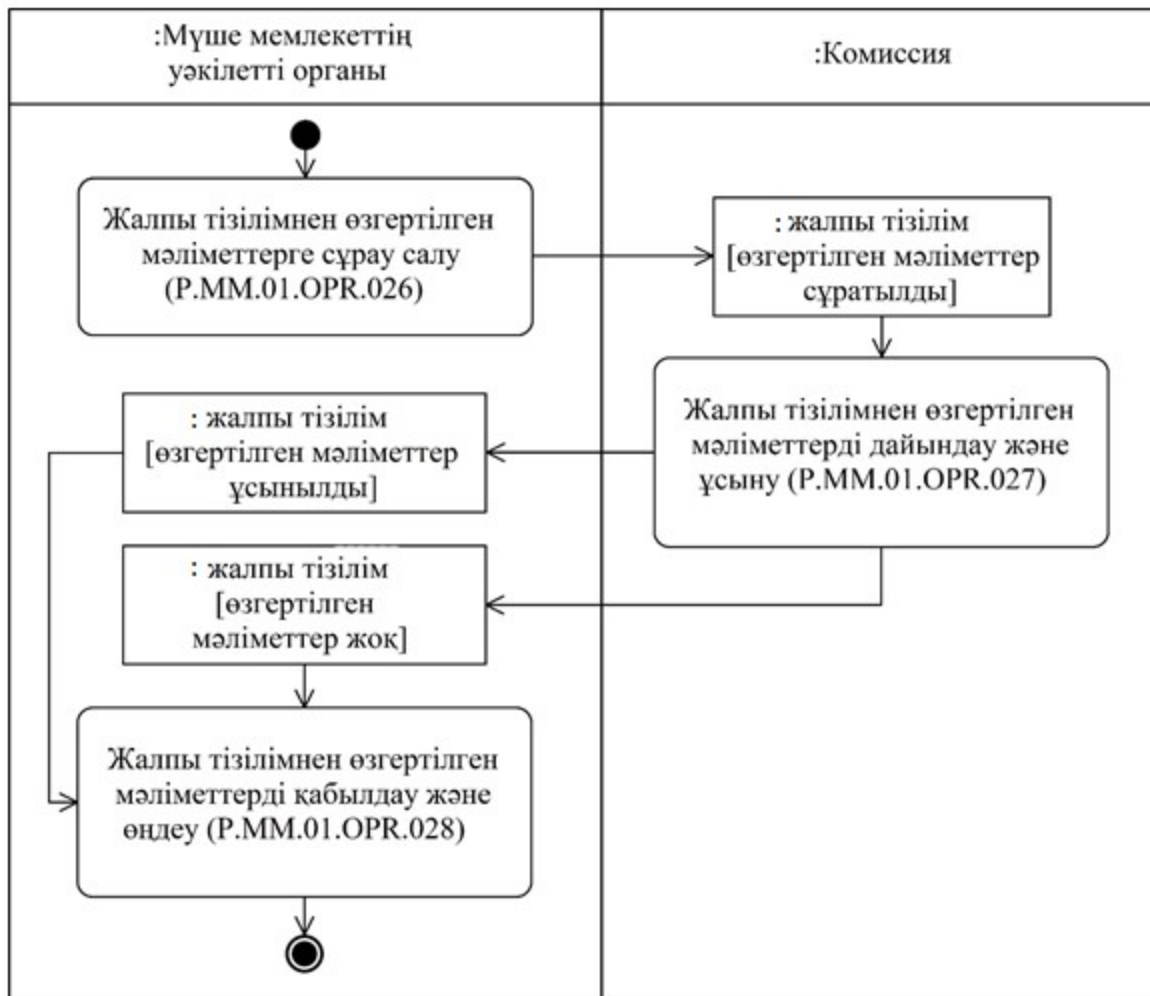 :Мүше мемлекеттің
уәкілетті органы
:Комиссия
Жалпы тізілімнен өзгертілген
мәліметтерге сұрау салу
(P.MM.01.OPR.026)
: жалпы тізілім
[өзгертілген мәліметтер
сұратылды]
Жалпы тізілімнен өзгертілген
мәліметтерді дайындау және
ұсыну (P.MM.01.OPR.027)
: жалпы тізілім
[өзгертілген мәліметтер
ұсынылды]
: жалпы тізілім
[өзгертілген
мәліметтер жоқ]
Жалпы тізілімнен өзгертілген
мәліметтерді қабылдау және
өңдеу (P.MM.01.OPR.028)